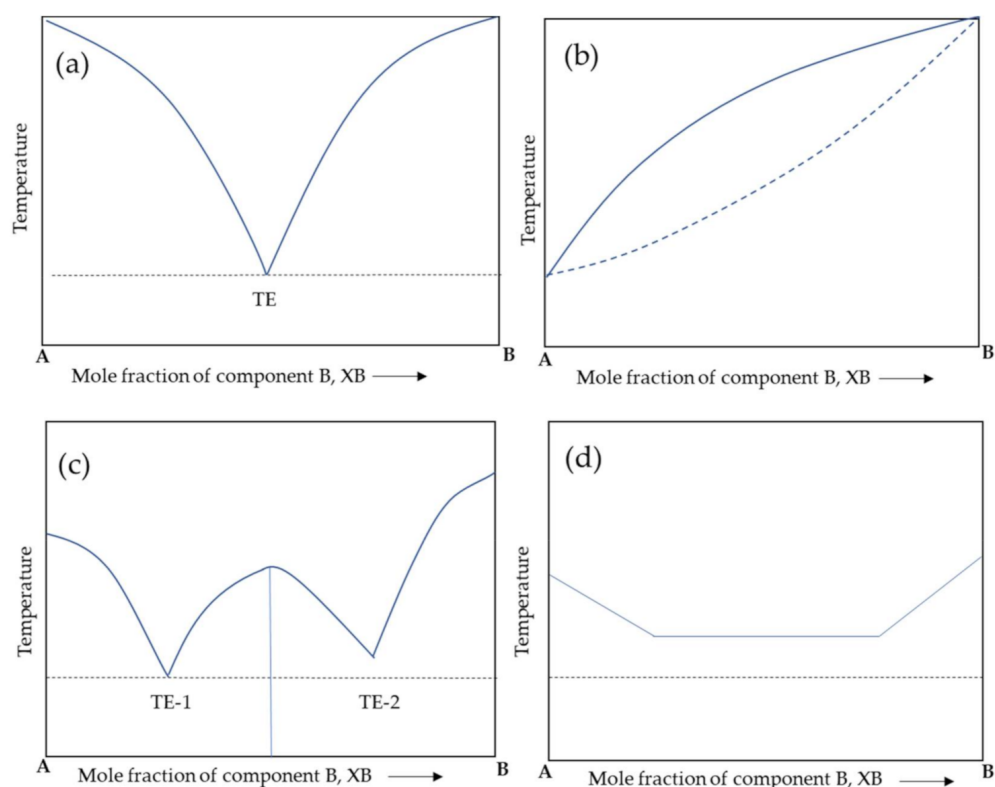 (a)
Temperature
TE
A
B
Mole fraction of component B, XB
(b)
Temperature
A
B
Mole fraction of component B, XB
(c)
Temperature
TE-1
TE-2
A
B
Mole fraction of component B, XB
(d)
Temperature
A
B
Mole fraction of component B, XB